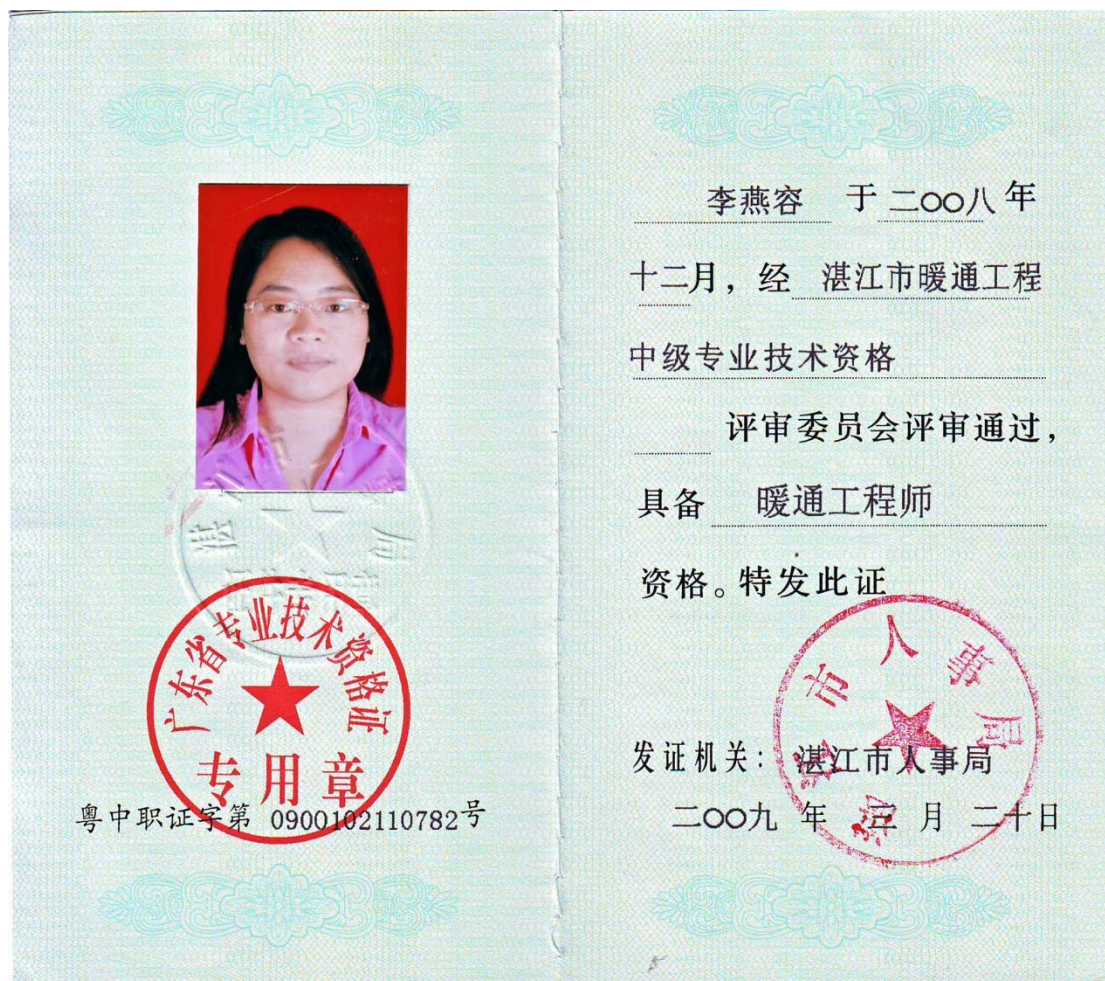 广东省专业技术资格证
专用章
粤中职证字第 0900102110782号
李燕容 于 二〇〇八 年
十二月，经 湛江市暖通工程
中级专业技术资格
评审委员会评审通过，
具备 暖通工程师
资格。特发此证
湛江市人事局
发证机关：湛江市人事局
二〇〇九 年 三 月 二十日